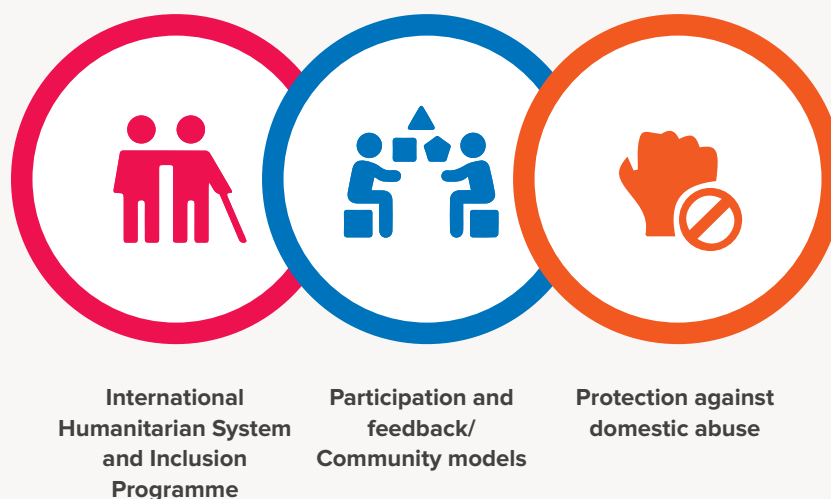 International
Humanitarian System
and Inclusion
Programme
Participation and
feedback/
Community models
Protection against
domestic abuse